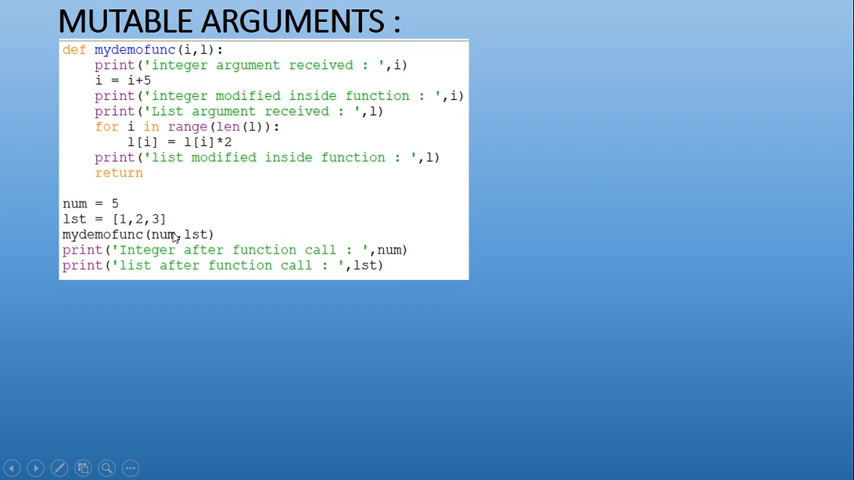 MUTABLE ARGUMENTS :
def mydemofunc(i,l):
    print('integer argument received : ',i)
    i = i+5
    print('integer modified inside function : ',i)
    print('List argument received : ',l)
    for i in range(len(l)):
        l[i] = l[i]*2
    print('list modified inside function : ',l)
    return
num = 5
lst = [1,2,3]
mydemofunc(num,lst)
print('Integer after function call : ',num)
print('list after function call : ',lst)